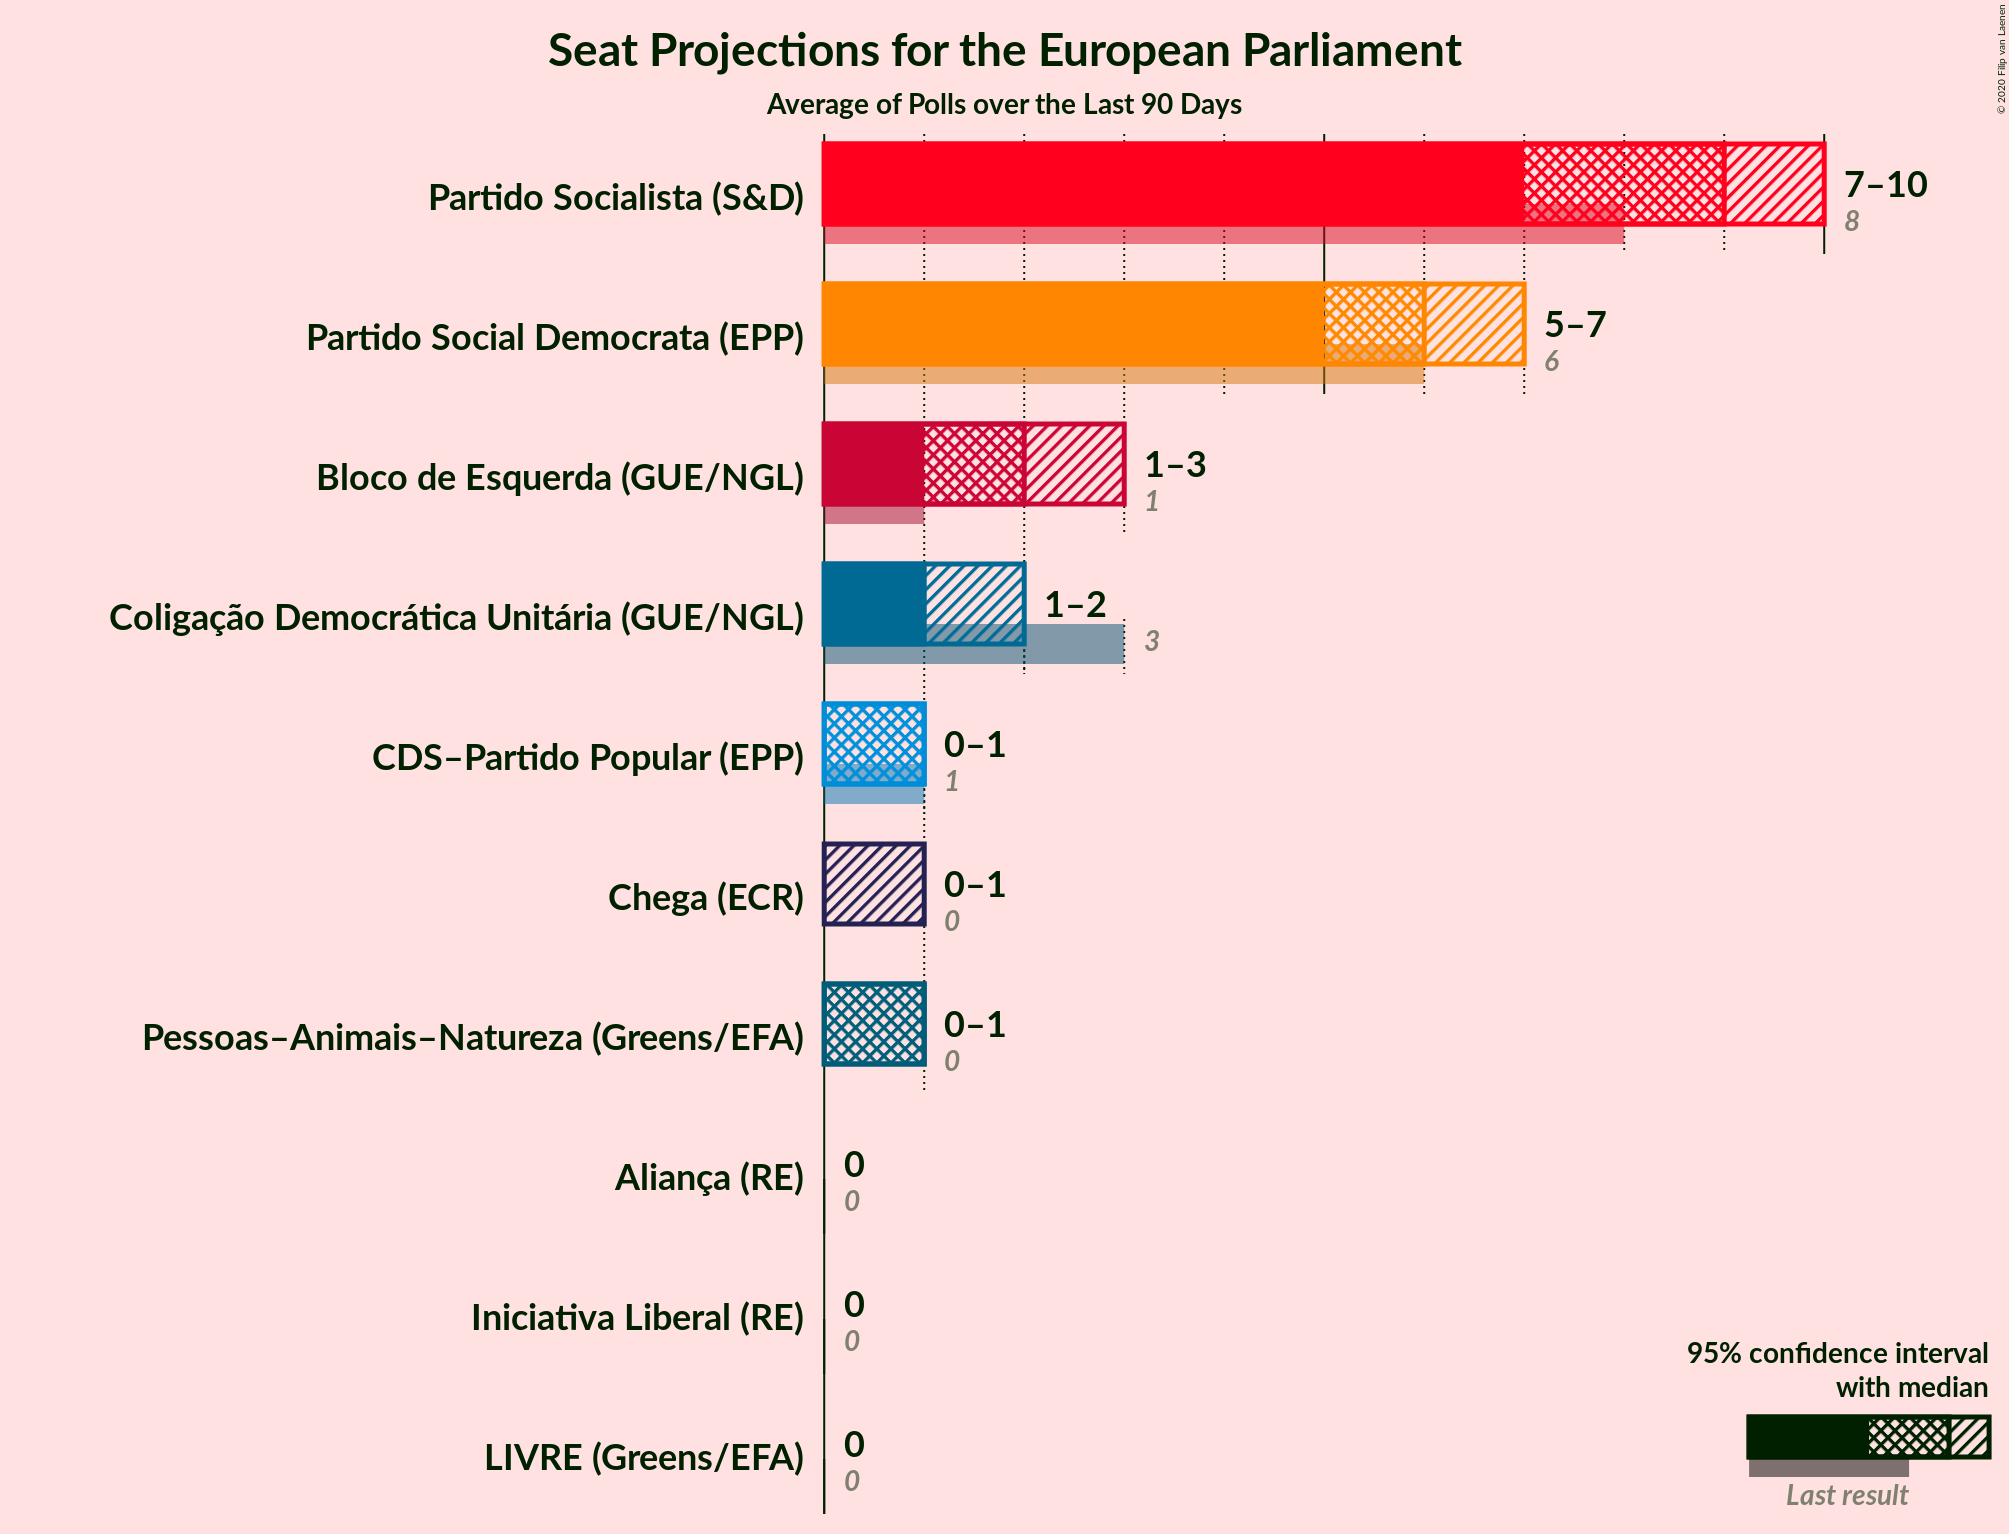 Seat Projections for the European Parliament
Average of Polls over the Last 90 Days
© 2020 Filip van Laenen
Partido Socialista (S&D)
7–10
8
Partido Social Democrata (EPP)
5–7
6
Bloco de Esquerda (GUE/NGL)
1–3
1
Coligação Democrática Unitária (GUE/NGL)
1–2
3
CDS–Partido Popular (EPP)
0–1
1
Chega (ECR)
0–1
0
Pessoas–Animais–Natureza (Greens/EFA)
0–1
0
Aliança (RE)
0
0
Iniciativa Liberal (RE)
0
0
LIVRE (Greens/EFA)
0
0
95% confidence interval
with median
Last result